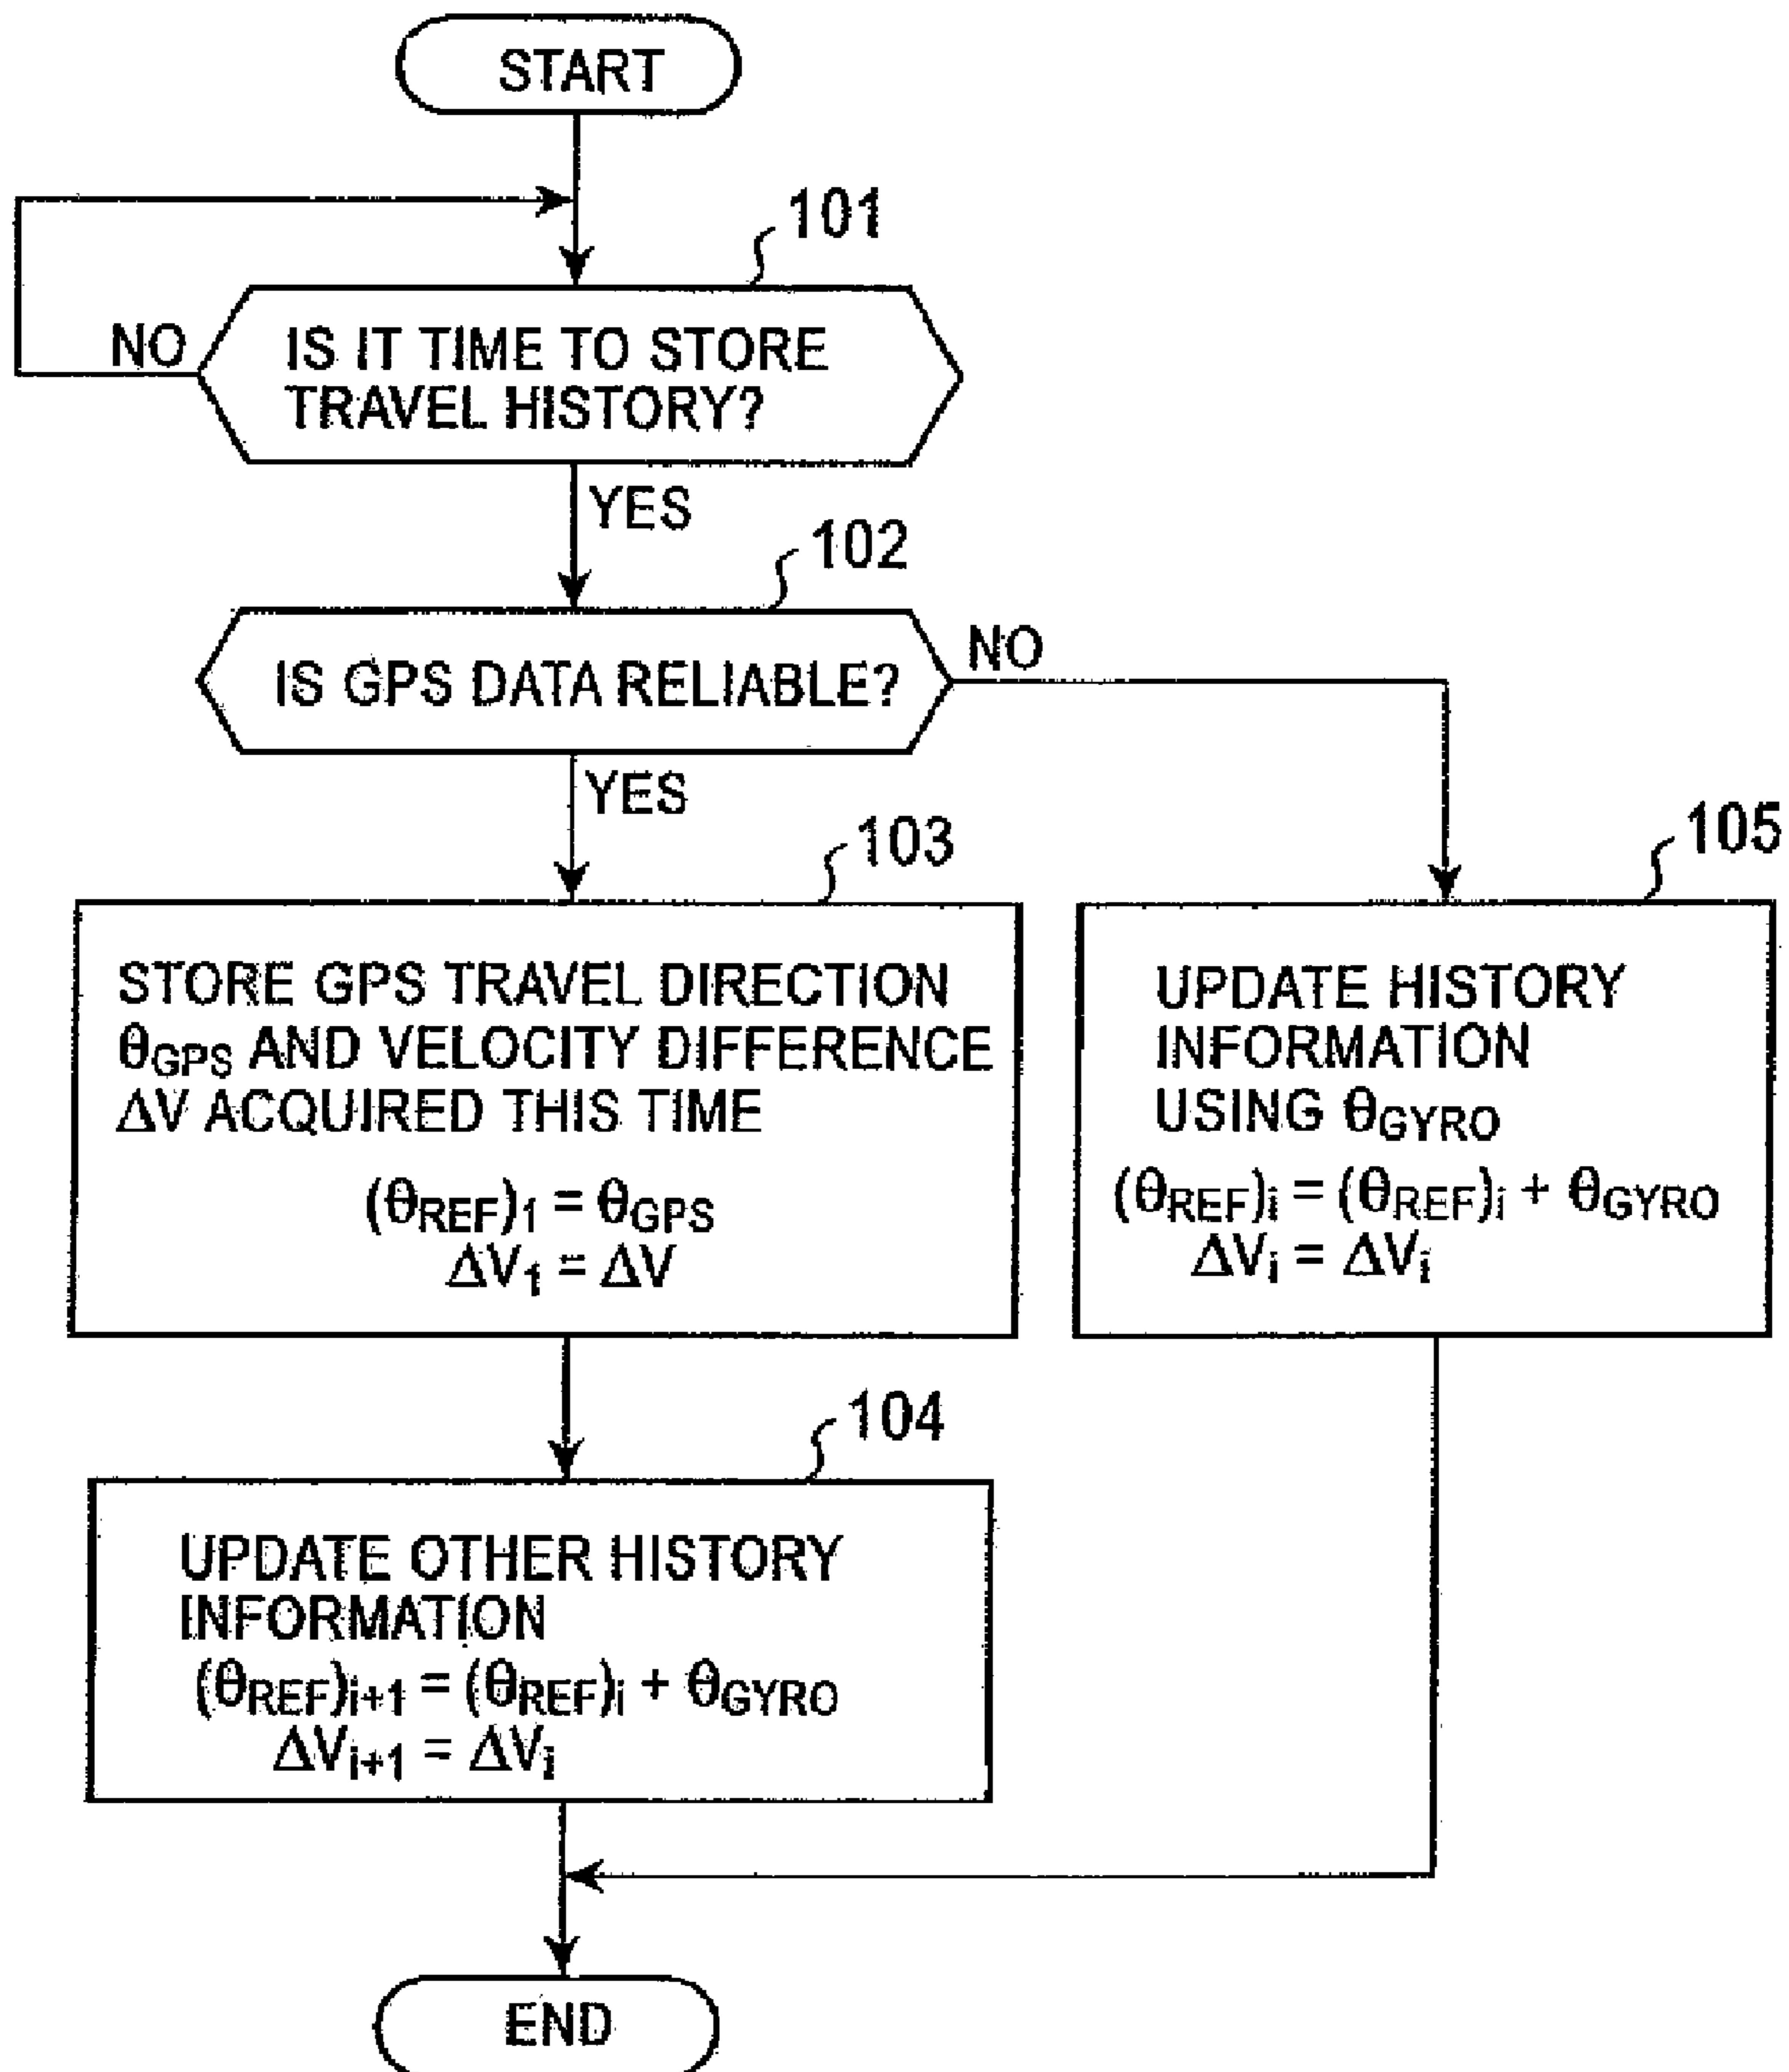 START
101
NO
IS IT TIME TO STORE
TRAVEL HISTORY?
YES
102
IS GPS DATA RELIABLE?
NO
YES
103
STORE GPS TRAVEL DIRECTION
θGPS AND VELOCITY DIFFERENCE
ΔV ACQUIRED THIS TIME
(θREF)1 = θGPS
ΔV1 = ΔV
105
UPDATE HISTORY
INFORMATION
USING θGYRO
(θREF)i = (θREF)i + θGYRO
ΔVi = ΔVi
104
UPDATE OTHER HISTORY
INFORMATION
(θREF)i+1 = (θREF)i + θGYRO
ΔVi+1 = ΔVi
END